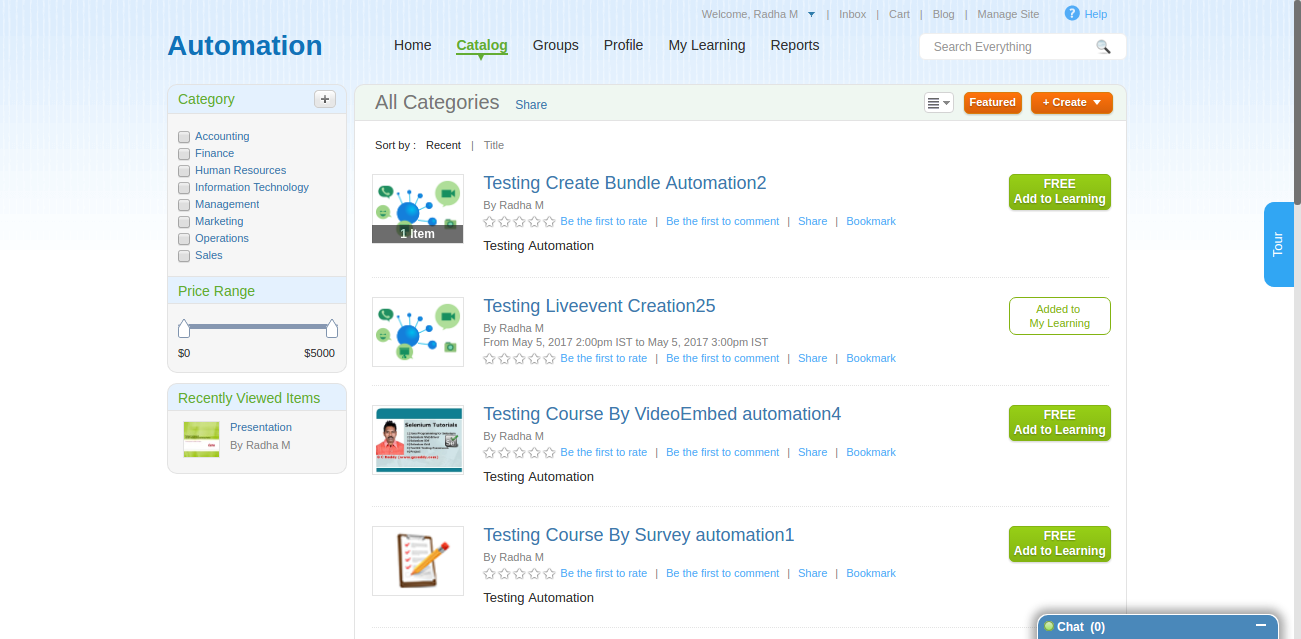 Welcome, Radha M | Inbox | Cart | Blog | Manage Site ? Help
Automation
Home Catalog Groups Profile My Learning Reports
Search Everything
Category +
Accounting
Finance
Human Resources
Information Technology
Management
Marketing
Operations
Sales
Price Range
$0 $5000
Recently Viewed Items
Presentation
By Radha M
All Categories Share
Featured
+ Create
Sort by : Recent | Title
Testing Create Bundle Automation2
By Radha M
Be the first to rate | Be the first to comment | Share | Bookmark
1 Item
Testing Automation
FREE
Add to Learning
Testing Liveevent Creation25
By Radha M
From May 5, 2017 2:00pm IST to May 5, 2017 3:00pm IST
Be the first to rate | Be the first to comment | Share | Bookmark
Added to
My Learning
Selenium Tutorials
Testing Course By VideoEmbed automation4
By Radha M
Be the first to rate | Be the first to comment | Share | Bookmark
Testing Automation
FREE
Add to Learning
Testing Course By Survey automation1
By Radha M
Be the first to rate | Be the first to comment | Share | Bookmark
Testing Automation
FREE
Add to Learning
Tour
Chat (0)